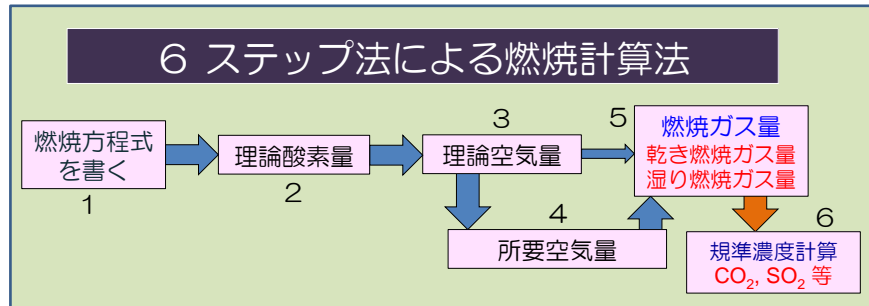 6 ステップ法による燃焼計算法
燃焼方程式
を書く
1
理論酸素量
2
3
理論空気量
4
所要空気量
5
燃焼ガス量
乾き燃焼ガス量
湿り燃焼ガス量
6
規準濃度計算
CO₂, SO₂ 等